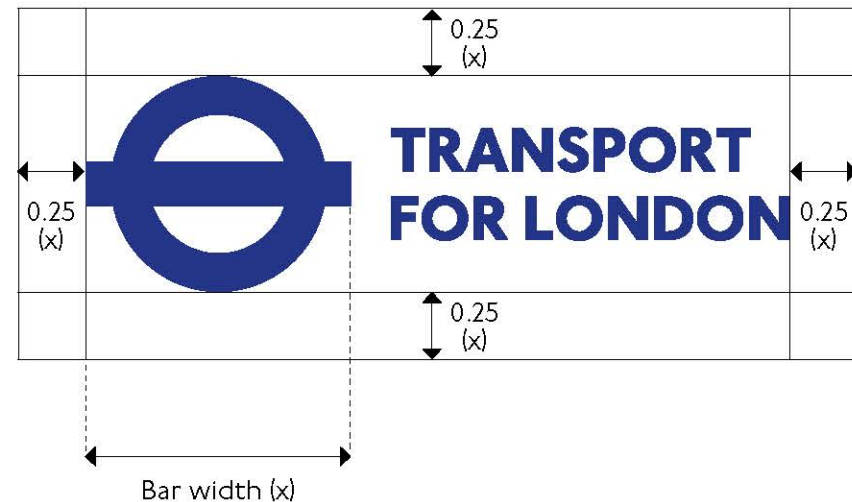 0.25
(x)
TRANSPORT
FOR LONDON
0.25
(x)
0.25
(x)
0.25
(x)
Bar width (x)